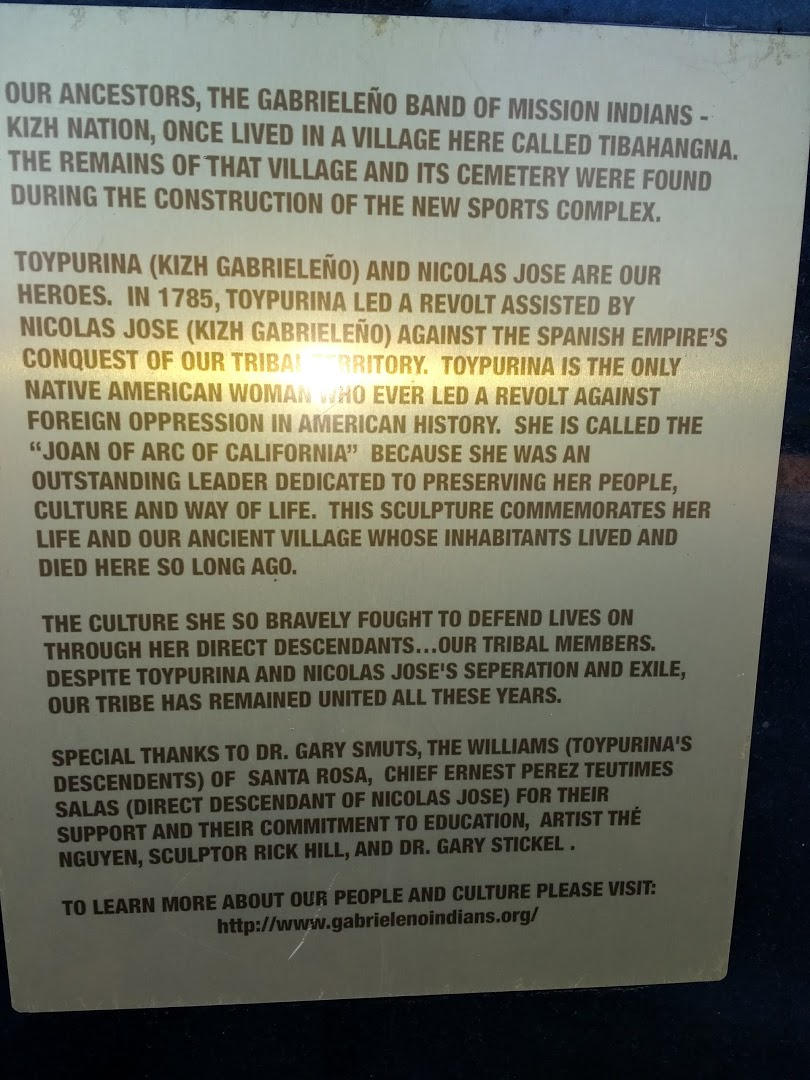 OUR ANCESTORS, THE GABRIELEÑO BAND OF MISSION INDIANS -
KIZH NATION, ONCE LIVED IN A VILLAGE HERE CALLED TIBAHANGNA.
THE REMAINS OF THAT VILLAGE AND ITS CEMETERY WERE FOUND
DURING THE CONSTRUCTION OF THE NEW SPORTS COMPLEX.
TOYPURINA (KIZH GABRIELEÑO) AND NICOLAS JOSE ARE OUR
HEROES. IN 1785, TOYPURINA LED A REVOLT ASSISTED BY
NICOLAS JOSE (KIZH GABRIELEÑO) AGAINST THE SPANISH EMPIRE'S
CONQUEST OF OUR TRIBAL TERRITORY. TOYPURINA IS THE ONLY
NATIVE AMERICAN WOMAN WHO EVER LED A REVOLT AGAINST
FOREIGN OPPRESSION IN AMERICAN HISTORY. SHE IS CALLED THE
“JOAN OF ARC OF CALIFORNIA” BECAUSE SHE WAS AN
OUTSTANDING LEADER DEDICATED TO PRESERVING HER PEOPLE,
CULTURE AND WAY OF LIFE. THIS SCULPTURE COMMEMORATES HER
LIFE AND OUR ANCIENT VILLAGE WHOSE INHABITANTS LIVED AND
DIED HERE SO LONG AGO.
THE CULTURE SHE SO BRAVELY FOUGHT TO DEFEND LIVES ON
THROUGH HER DIRECT DESCENDANTS...OUR TRIBAL MEMBERS.
DESPITE TOYPURINA AND NICOLAS JOSE'S SEPERATION AND EXILE,
OUR TRIBE HAS REMAINED UNITED ALL THESE YEARS.
SPECIAL THANKS TO DR. GARY SMUTS, THE WILLIAMS (TOYPURINA'S
DESCENDENTS) OF SANTA ROSA, CHIEF ERNEST PEREZ TEUTIMES
SALAS (DIRECT DESCENDANT OF NICOLAS JOSE) FOR THEIR
SUPPORT AND THEIR COMMITMENT TO EDUCATION, ARTIST THÉ
NGUYEN, SCULPTOR RICK HILL, AND DR. GARY STICKEL .
TO LEARN MORE ABOUT OUR PEOPLE AND CULTURE PLEASE VISIT:
http://www.gabrielenoindians.org/